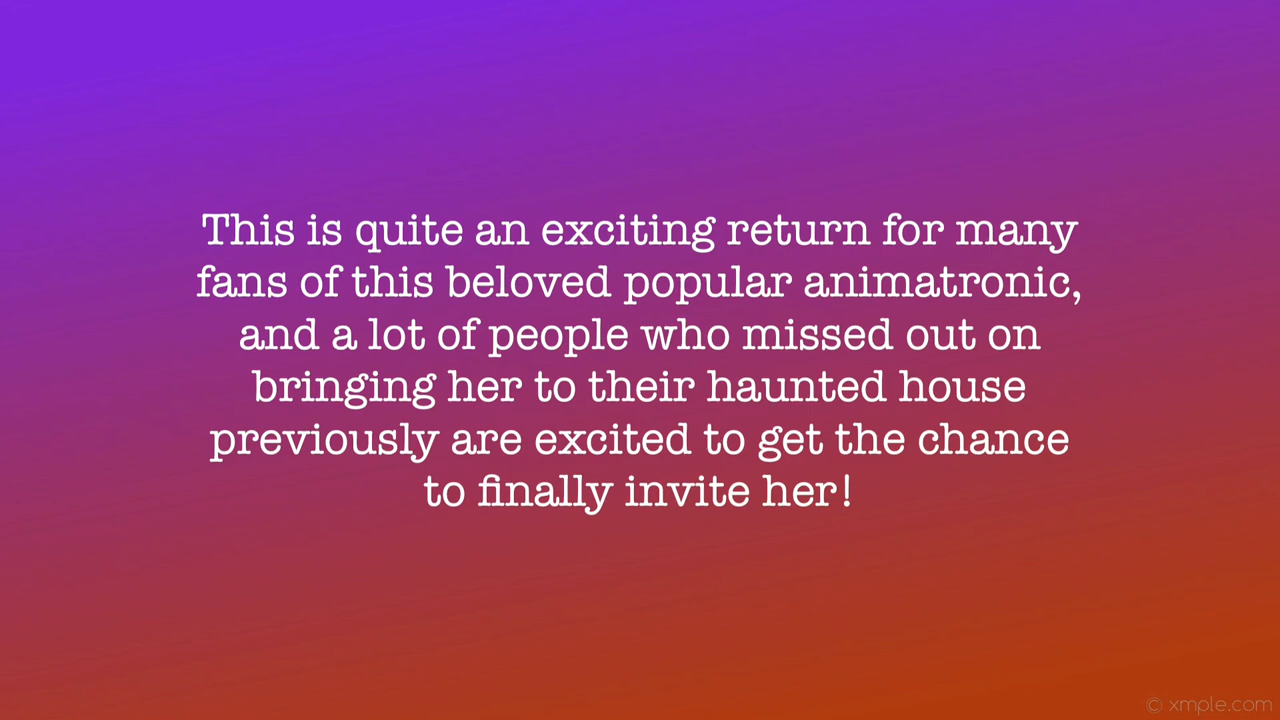 This is quite an exciting return for many
fans of this beloved popular animatronic,
and a lot of people who missed out on
bringing her to their haunted house
previously are excited to get the chance
to finally invite her!
© xmple.com